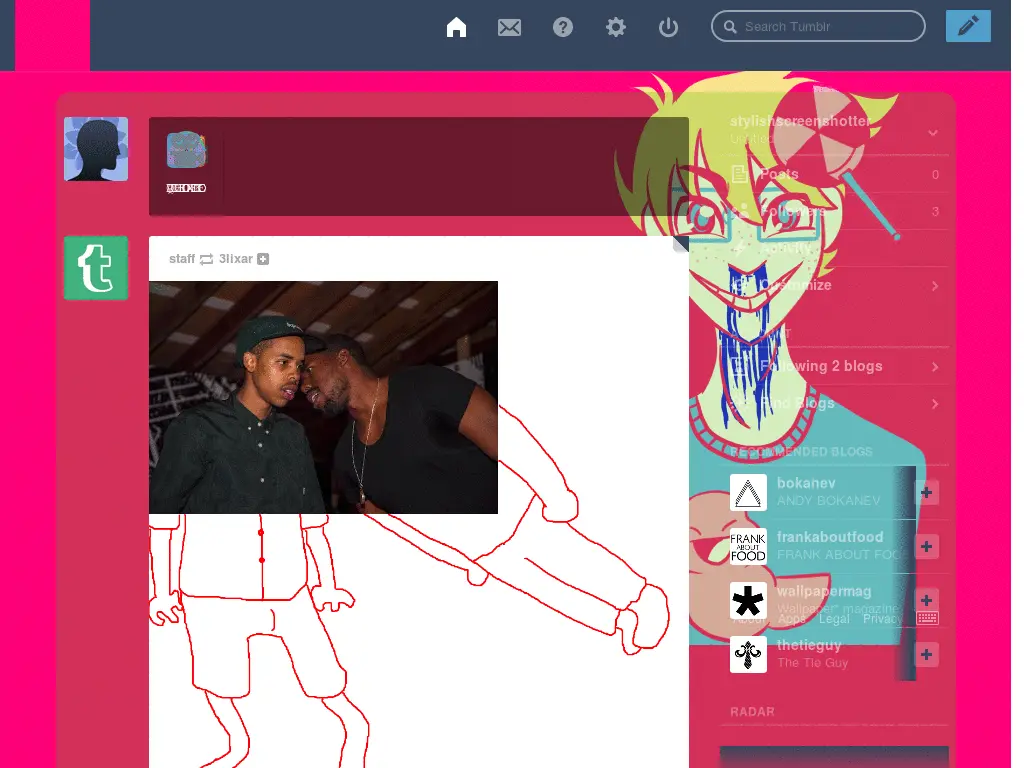 Search Tumblr
stylishscreenshotter
Untitled
Posts 0
Followers 3
Activity
Customize
Following 2 blogs
Find Blogs
RECOMMENDED BLOGS
staff 3lixar
bokanev
ANDY BOKANEV
FRANK
ABOUT
FOOD
frankaboutfood
FRANK ABOUT FOOD
wallpapermag
Wallpaper* magazine
About Apps Legal Privacy
thetieguy
The Tie Guy
RADAR